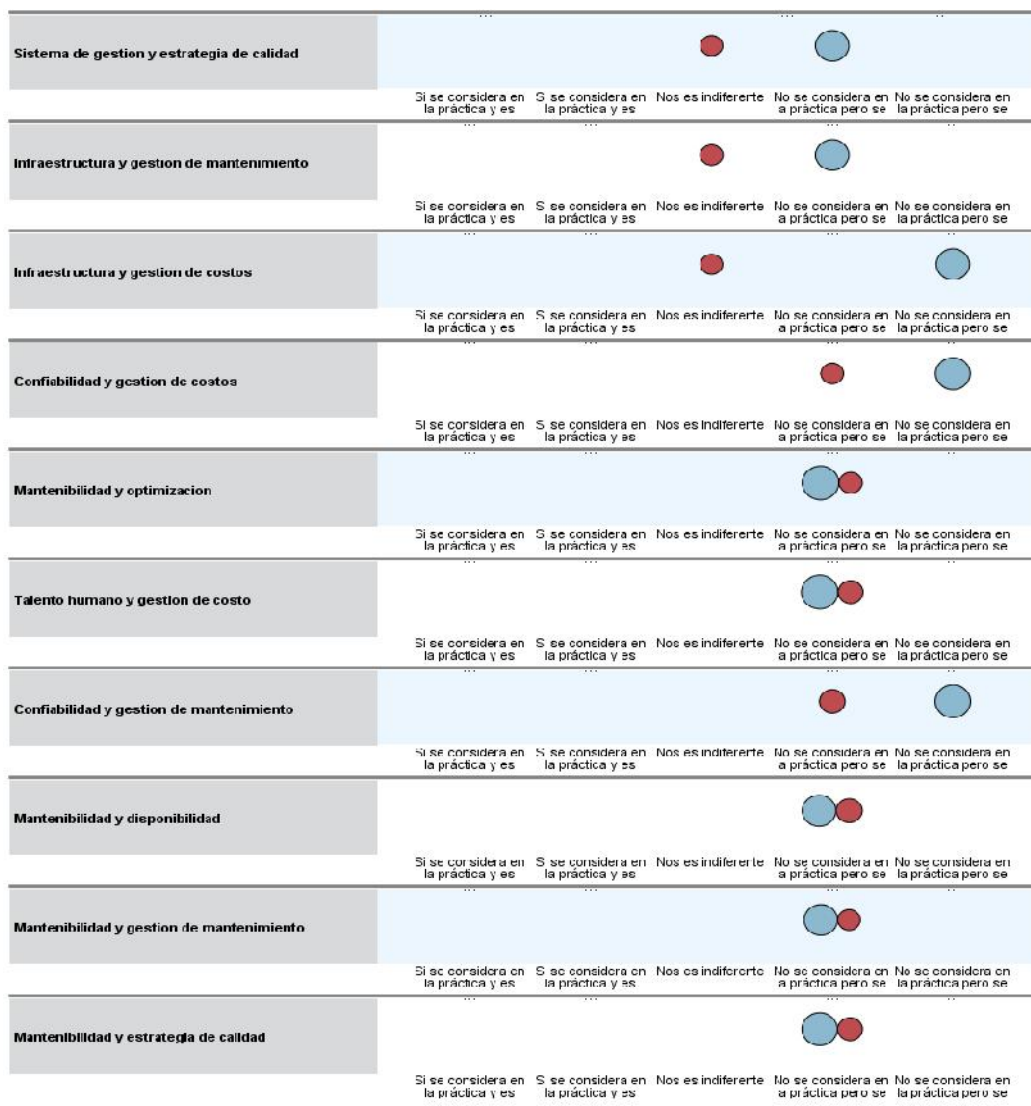 Sistema de gestion y estrategia de calidad
Si se considera en S se considera en Nos es indiferente No se considera en No se considera en
la práctica y es la práctica y es a práctica pero se la práctica pero se
Infraestructura y gestion de mantenimiento
Si se considera en S se considera en Nos es indiferente No se considera en No se considera en
la práctica y es la práctica y es a práctica pero se la práctica pero se
Infraestructura y gestion de costos
Si se considera en S se considera en Nos es indiferente No se considera en No se considera en
la práctica y es la práctica y es a práctica pero se la práctica pero se
Confiabilidad y gestion de costos
Si se considera en S se considera en Nos es indiferente No se considera en No se considera en
la práctica y es la práctica y es a práctica pero se la práctica pero se
Mantenibilidad y optimizacion
Si se considera en S se considera en Nos es indiferente No se considera en No se considera en
la práctica y es la práctica y es a práctica pero se la práctica pero se
Talento humano y gestion de costo
Si se considera en S se considera en Nos es indiferente No se considera en No se considera en
la práctica y es la práctica y es a práctica pero se la práctica pero se
Confiabilidad y gestion de mantenimiento
Si se considera en S se considera en Nos es indiferente No se considera en No se considera en
la práctica y es la práctica y es a práctica pero se la práctica pero se
Mantenibilidad y disponibilidad
Si se considera en S se considera en Nos es indiferente No se considera en No se considera en
la práctica y es la práctica y es a práctica pero se la práctica pero se
Mantenibilidad y gestion de mantenimiento
Si se considera en S se considera en Nos es indiferente No se considera en No se considera en
la práctica y es la práctica y es a práctica pero se la práctica pero se
Mantenibilidad y estrategia de calidad
Si se considera en S se considera en Nos es indiferente No se considera en No se considera en
la práctica y es la práctica y es a práctica pero se la práctica pero se